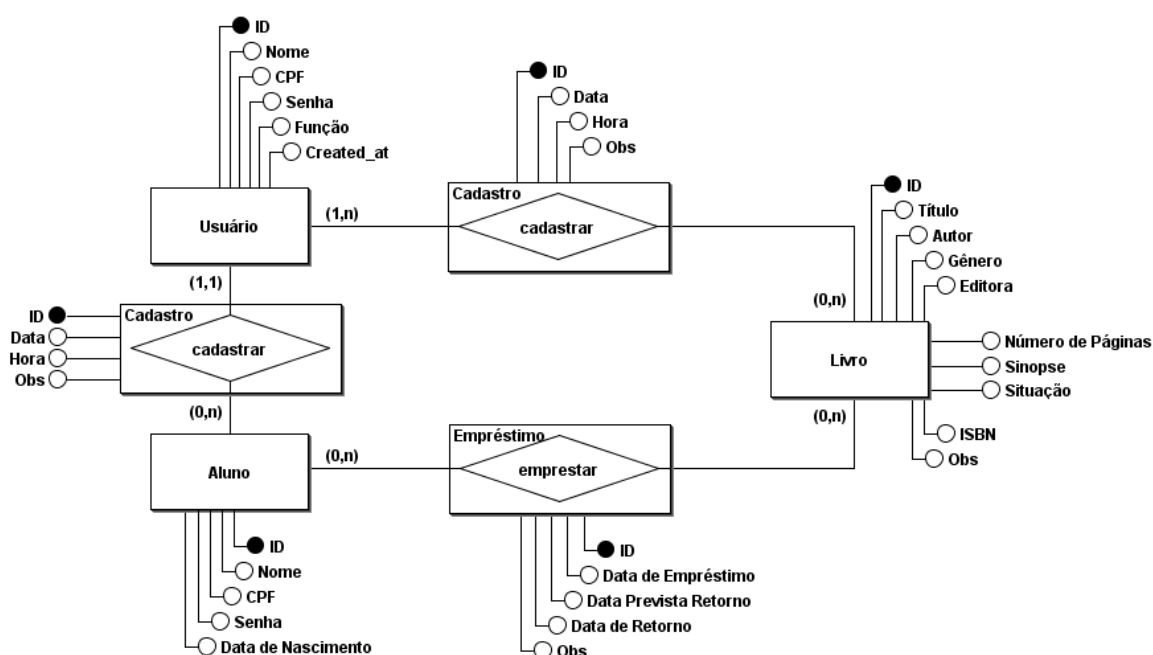 ID
Nome
CPF
Senha
Função
Created_at
Usuário
(1,n)
(1,1)
ID
Data
Hora
Obs
Cadastro
cadastrar
(0,n)
ID
Título
Autor
Gênero
Editora
Livro
Número de Páginas
Sinopse
Situação
ISBN
Obs
(0,n)
ID
Data
Hora
Obs
Cadastro
cadastrar
(0,n)
Aluno
(0,n)
ID
Nome
CPF
Senha
Data de Nascimento
Empréstimo
emprestar
ID
Data de Empréstimo
Data Prevista Retorno
Data de Retorno
Obs